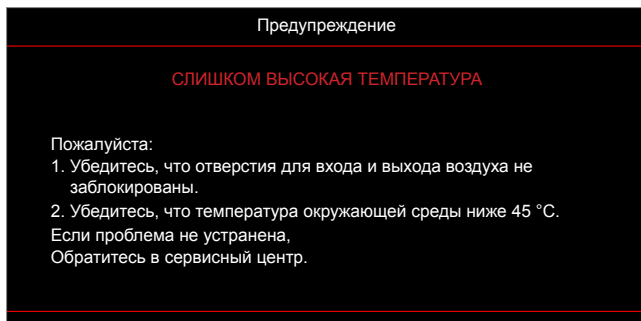 Предупреждение
СЛИШКОМ ВЫСОКАЯ ТЕМПЕРАТУРА
Пожалуйста:
1. Убедитесь, что отверстия для входа и выхода воздуха не
заблокированы.
2. Убедитесь, что температура окружающей среды ниже 45 °C.
Если проблема не устранена,
Обратитесь в сервисный центр.